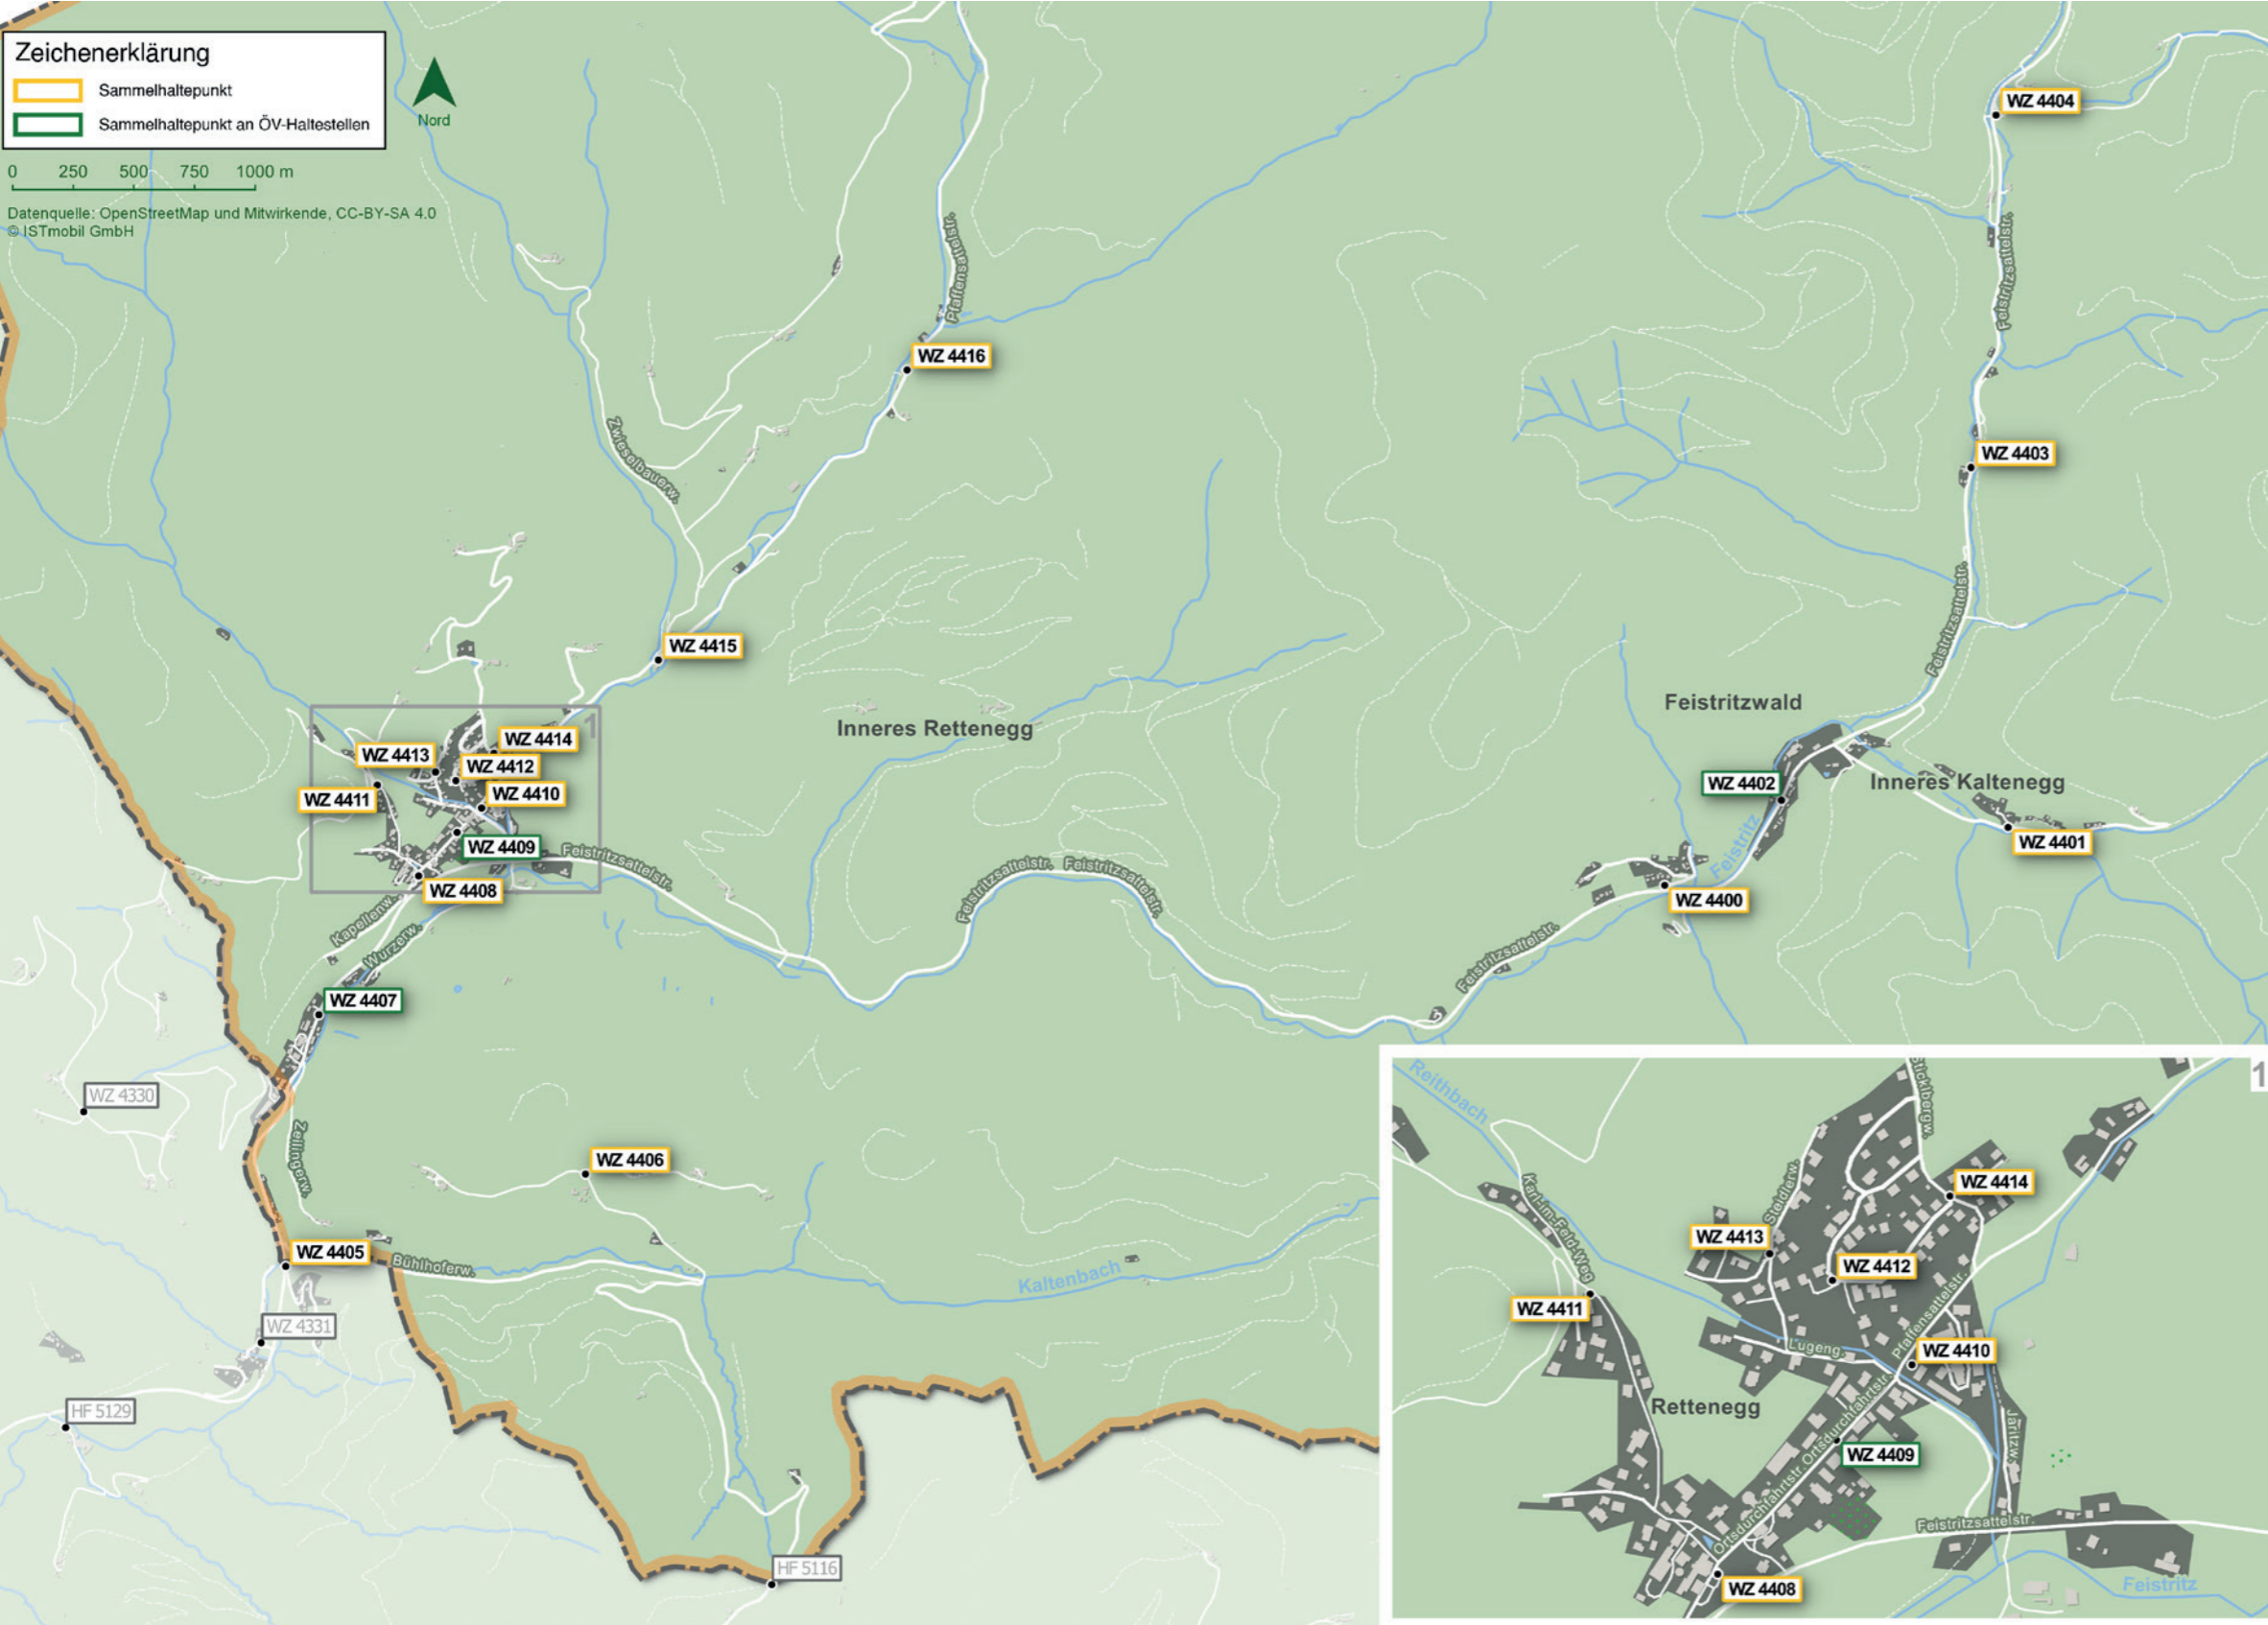 Zeichenerklärung
Sammelhaltepunkt
Sammelhaltepunkt an ÖV-Haltestellen
Nord
0 250 500 750 1000 m
Datenquelle: OpenStreetMap und Mitwirkende, CC-BY-SA 4.0
© ISTmobil GmbH
WZ 4404
Pfaffensattelstr.
Feistritzsattelstr.
WZ 4416
Zwieselbauerw.
WZ 4403
Feistritzsattelstr.
WZ 4415
Feistritzwald
Inneres Rettenegg
1
WZ 4414
WZ 4413
WZ 4412
WZ 4411
WZ 4410
WZ 4402
Inneres Kaltenegg
WZ 4409
Feistritzsattelstr.
Feistritz
WZ 4401
WZ 4408
Feistritzsattelstr.
Feistritzsattelstr.
WZ 4400
Kapellenw.
Wurzerw.
Feistritzsattelstr.
WZ 4407
WZ 4330
Zeilingerw.
WZ 4406
WZ 4405
Bühlhoferw.
Kaltenbach
WZ 4331
HF 5129
HF 5116
1
Reithbach
Sticklbergw.
Karl-im-Feld-Weg
Stadlerw.
WZ 4414
WZ 4413
WZ 4412
WZ 4411
Pfaffensattelstr.
Lugeng.
WZ 4410
Rettenegg
Ortsdurchfahrtstr.
Jaritzw.
WZ 4409
Ortsdurchfahrtstr.
Feistritzsattelstr.
WZ 4408
Feistritz